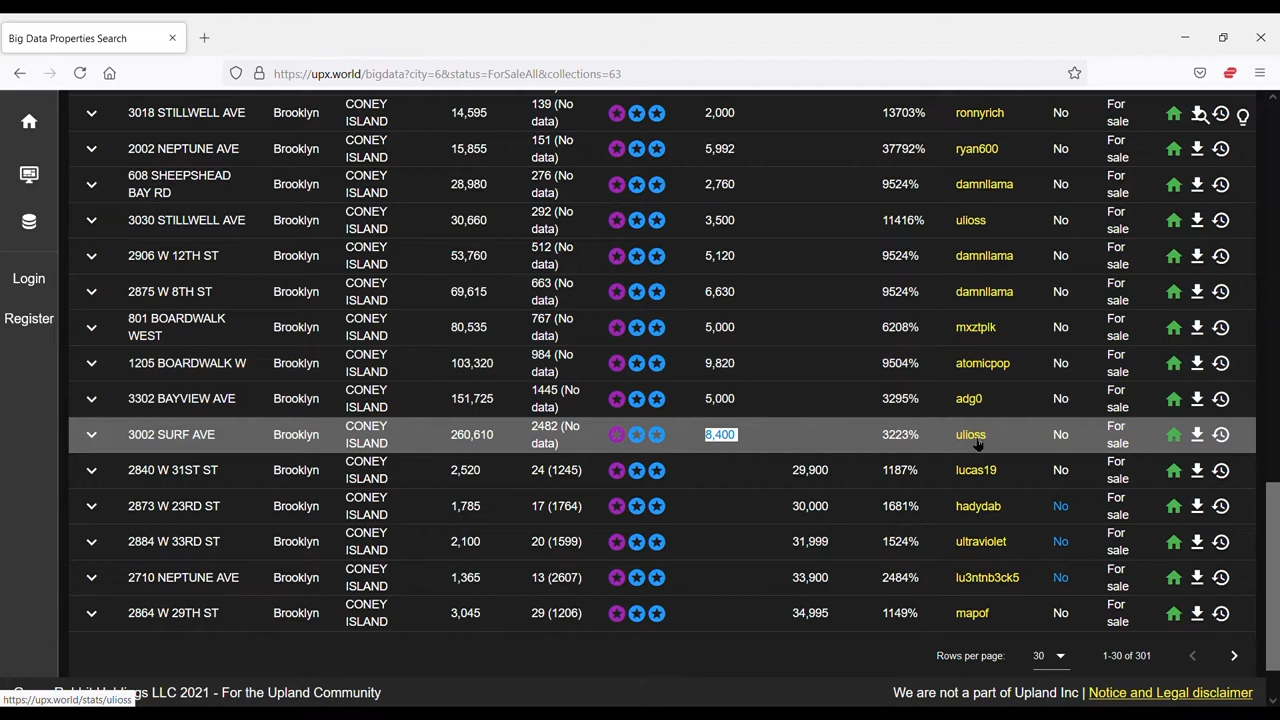 Big Data Properties Search
https://upx.world/bigdata?city=6&status=ForSaleAll&collections=63
Login
Register
3018 STILLWELL AVE Brooklyn CONEY ISLAND 14,595 139 (No data) 2,000 13703% ronnyrich No For sale
2002 NEPTUNE AVE Brooklyn CONEY ISLAND 15,855 151 (No data) 5,992 37792% ryan600 No For sale
608 SHEEPSHEAD BAY RD Brooklyn CONEY ISLAND 28,980 276 (No data) 2,760 9524% damnllama No For sale
3030 STILLWELL AVE Brooklyn CONEY ISLAND 30,660 292 (No data) 3,500 11416% ulioss No For sale
2906 W 12TH ST Brooklyn CONEY ISLAND 53,760 512 (No data) 5,120 9524% damnllama No For sale
2875 W 8TH ST Brooklyn CONEY ISLAND 69,615 663 (No data) 6,630 9524% damnllama No For sale
801 BOARDWALK WEST Brooklyn CONEY ISLAND 80,535 767 (No data) 5,000 6208% mxztplk No For sale
1205 BOARDWALK W Brooklyn CONEY ISLAND 103,320 984 (No data) 9,820 9504% atomicpop No For sale
3302 BAYVIEW AVE Brooklyn CONEY ISLAND 151,725 1445 (No data) 5,000 3295% adg0 No For sale
3002 SURF AVE Brooklyn CONEY ISLAND 260,610 2482 (No data) 8,400 3223% ulioss No For sale
2840 W 31ST ST Brooklyn CONEY ISLAND 2,520 24 (1245) 29,900 1187% lucas19 No For sale
2873 W 23RD ST Brooklyn CONEY ISLAND 1,785 17 (1764) 30,000 1681% hadydab No For sale
2884 W 33RD ST Brooklyn CONEY ISLAND 2,100 20 (1599) 31,999 1524% ultraviolet No For sale
2710 NEPTUNE AVE Brooklyn CONEY ISLAND 1,365 13 (2607) 33,900 2484% lu3ntnb3ck5 No For sale
2864 W 29TH ST Brooklyn CONEY ISLAND 3,045 29 (1206) 34,995 1149% mapof No For sale
Rows per page: 30 1-30 of 301
Holdings LLC 2021 - For the Upland Community We are not a part of Upland Inc | Notice and Legal disclaimer
https://upx.world/stats/ulioss